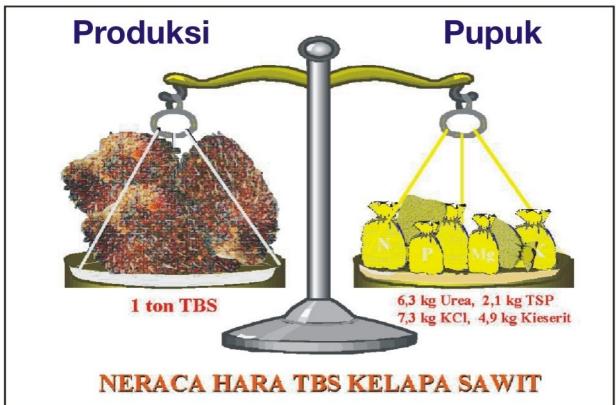 Produksi
Pupuk
N
P
Mg
K
1 ton TBS
6,3 kg Urea, 2,1 kg TSP
7,3 kg KCl, 4,9 kg Kieserit
NERACA HARA TBS KELAPA SAWIT